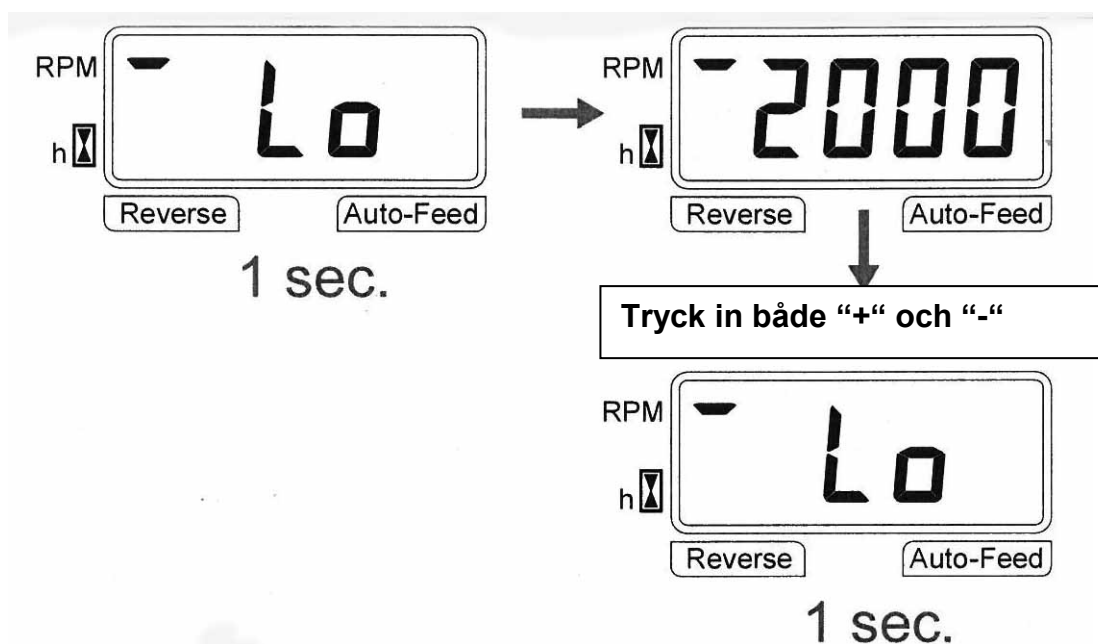 RPM
Lo
h
Reverse
Auto-Feed
1 sec.
RPM
2000
h
Reverse
Auto-Feed
Tryck in både “+“ och “-“
RPM
Lo
h
Reverse
Auto-Feed
1 sec.